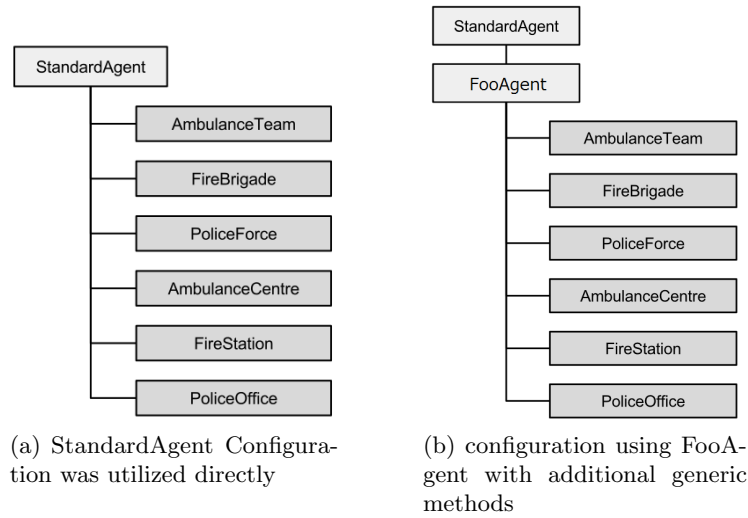 StandardAgent
AmbulanceTeam
FireBrigade
PoliceForce
AmbulanceCentre
FireStation
PoliceOffice
(a) StandardAgent Configura-
tion was utilized directly
StandardAgent
FooAgent
AmbulanceTeam
FireBrigade
PoliceForce
AmbulanceCentre
FireStation
PoliceOffice
(b) configuration using FooA-
gent with additional generic
methods